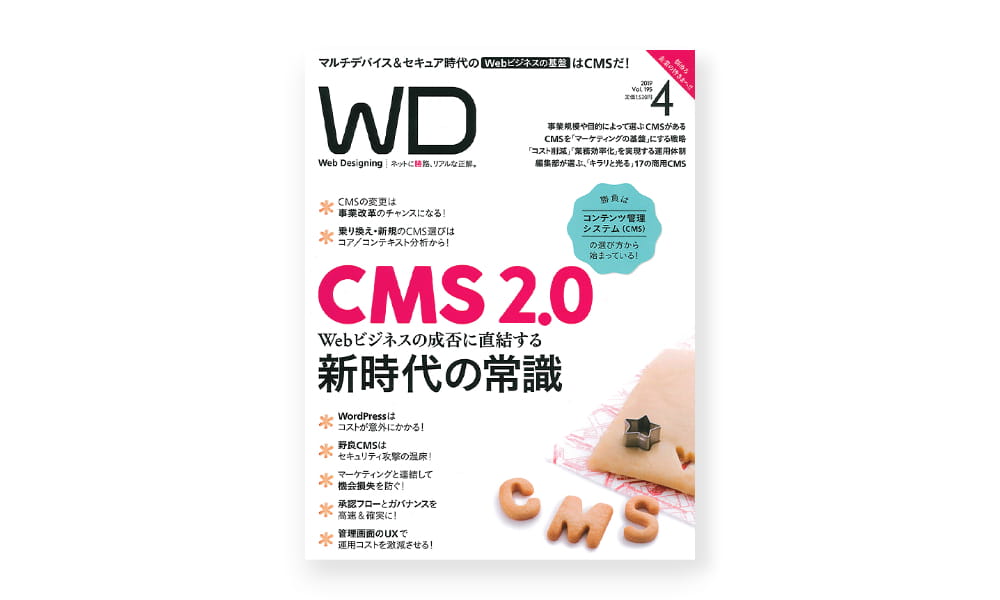 マルチデバイス&セキュア時代の Webビジネスの基盤 はCMSだ!
2019
Vol.195
4
WD
Web Designing | ネットに勝路、リアルな正解。
事業規模や目的によって選ぶCMSがある
CMSを「マーケティングの基盤」にする戦略
「コスト削減」「業務効率化」を実現する運用体制
編集部が選ぶ、「キラリと光る」17の商用CMS
CMSの変更は
事業改革のチャンスになる!
乗り換え・新規のCMS選びは
コア/コンテキスト分析から!
勝負は
コンテンツ管理
システム(CMS)
の選び方から
始まっている!
CMS 2.0
Webビジネスの成否に直結する
新時代の常識
WordPressは
コストが意外にかかる!
野良CMSは
セキュリティ攻撃の温床!
マーケティングと連結して
機会損失を防ぐ!
承認フローとガバナンスを
高速&確実に!
管理画面のUXで
運用コストを激減させる!
CMS